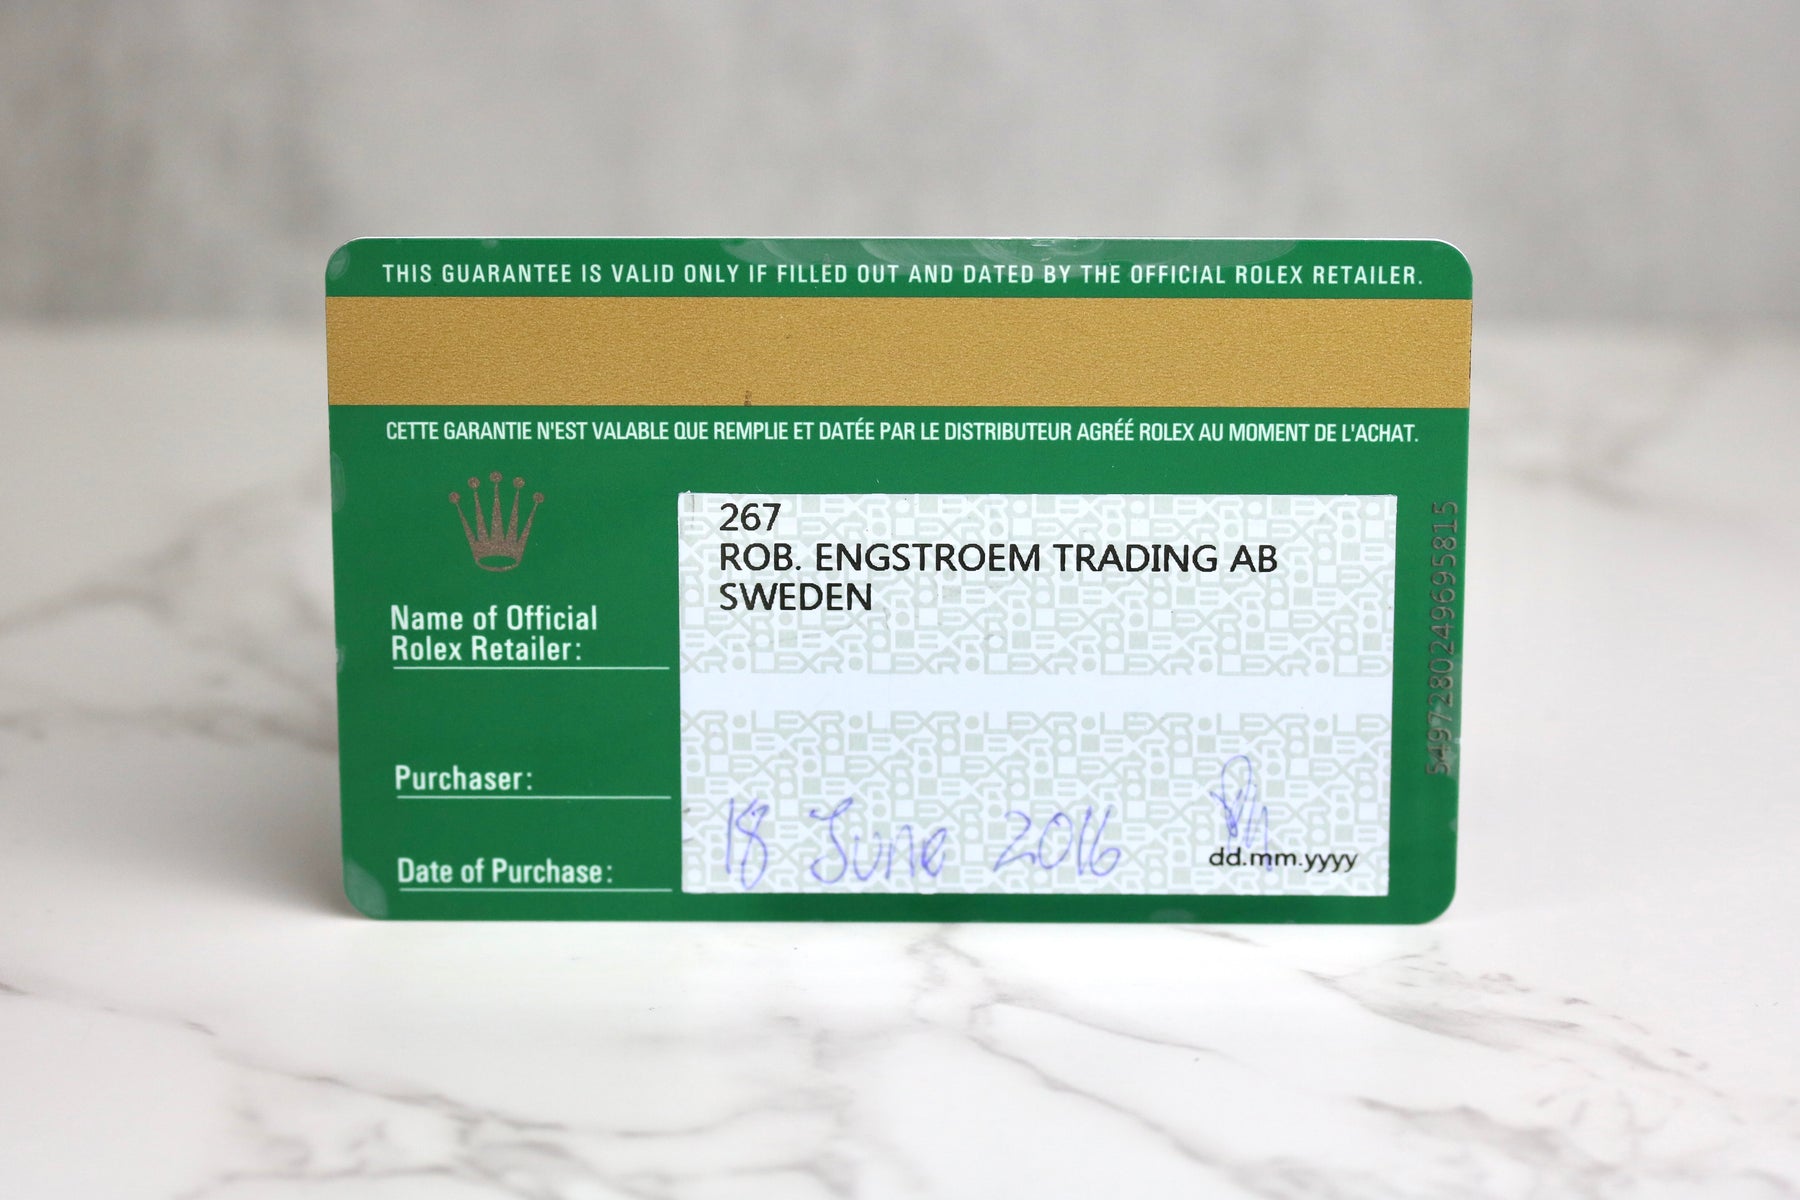 THIS GUARANTEE IS VALID ONLY IF FILLED OUT AND DATED BY THE OFFICIAL ROLEX RETAILER.
CETTE GARANTIE N'EST VALABLE QUE REMPLIE ET DATÉE PAR LE DISTRIBUTEUR AGRÉÉ ROLEX AU MOMENT DE L'ACHAT.
267
ROB. ENGSTROEM TRADING AB
SWEDEN
Name of Official
Rolex Retailer:
Purchaser:
Date of Purchase:
18 June 2016
dd.mm.yyyy
5497280249695815